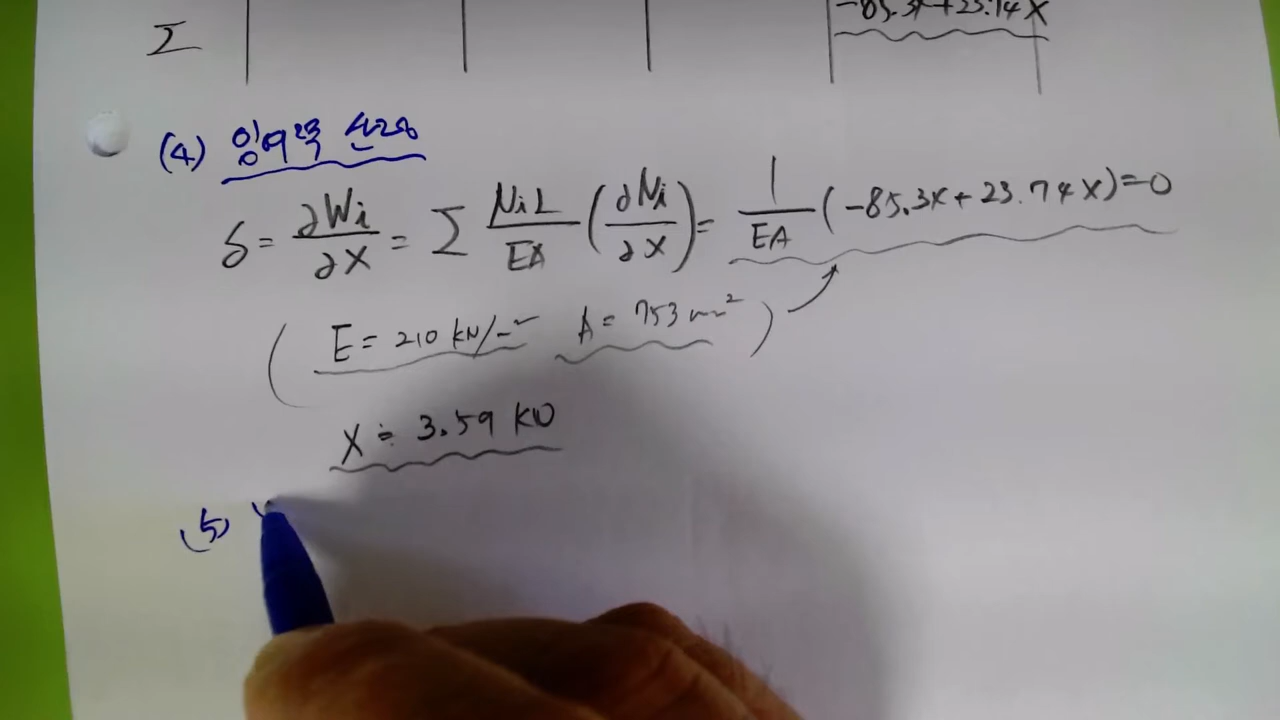 Σ
-85.3x+23.74X
(4) 잉여력 산정
δ = ∂Wi/∂X = Σ NiL/EA (∂Ni/∂X) = 1/EA (-85.3x+23.74X)=0
( E = 210 kN/m² A = 753 mm² )
X ≒ 3.59 kN
(5)